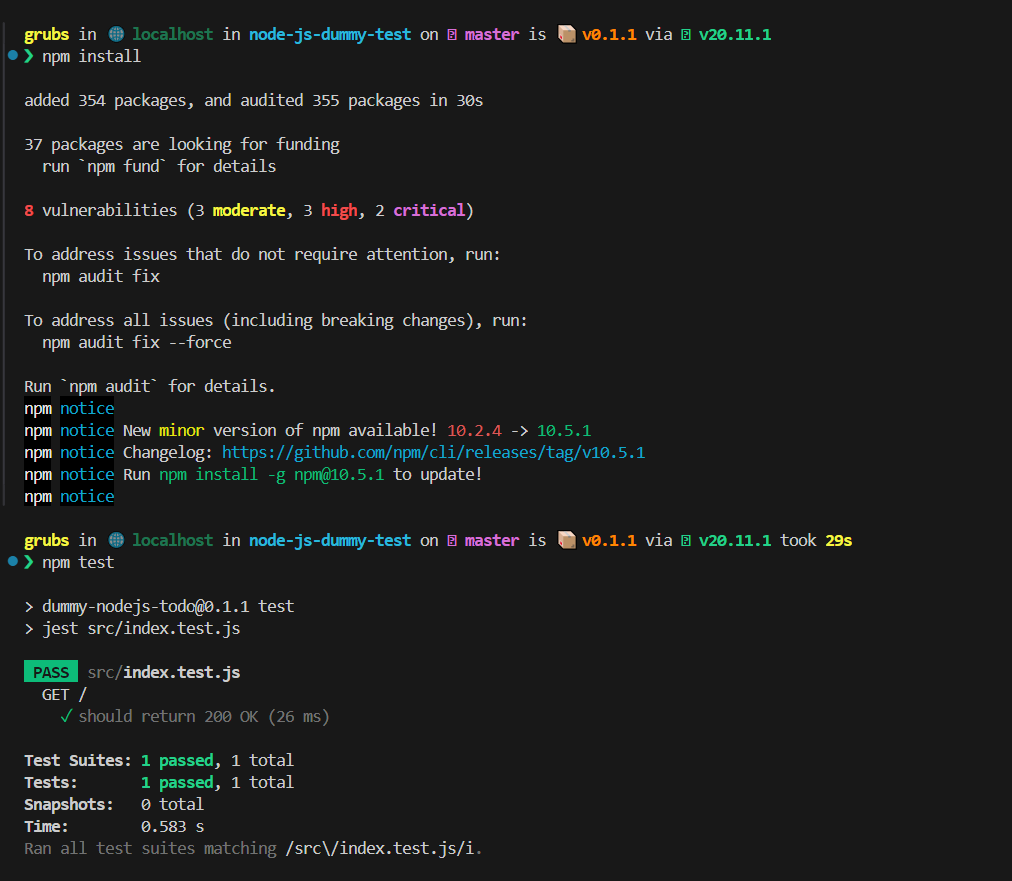 grubs in 🌐 localhost in node-js-dummy-test on master is 📦 v0.1.1 via v20.11.1
❯ npm install
added 354 packages, and audited 355 packages in 30s
37 packages are looking for funding
run `npm fund` for details
8 vulnerabilities (3 moderate, 3 high, 2 critical)
To address issues that do not require attention, run:
npm audit fix
To address all issues (including breaking changes), run:
npm audit fix --force
Run `npm audit` for details.
npm notice
npm notice New minor version of npm available! 10.2.4 -> 10.5.1
npm notice Changelog: https://github.com/npm/cli/releases/tag/v10.5.1
npm notice Run npm install -g npm@10.5.1 to update!
npm notice
grubs in 🌐 localhost in node-js-dummy-test on master is 📦 v0.1.1 via v20.11.1 took 29s
❯ npm test
> dummy-nodejs-todo@0.1.1 test
> jest src/index.test.js
PASS src/index.test.js
GET /
✓ should return 200 OK (26 ms)
Test Suites: 1 passed, 1 total
Tests: 1 passed, 1 total
Snapshots: 0 total
Time: 0.583 s
Ran all test suites matching /src\/index.test.js/i.